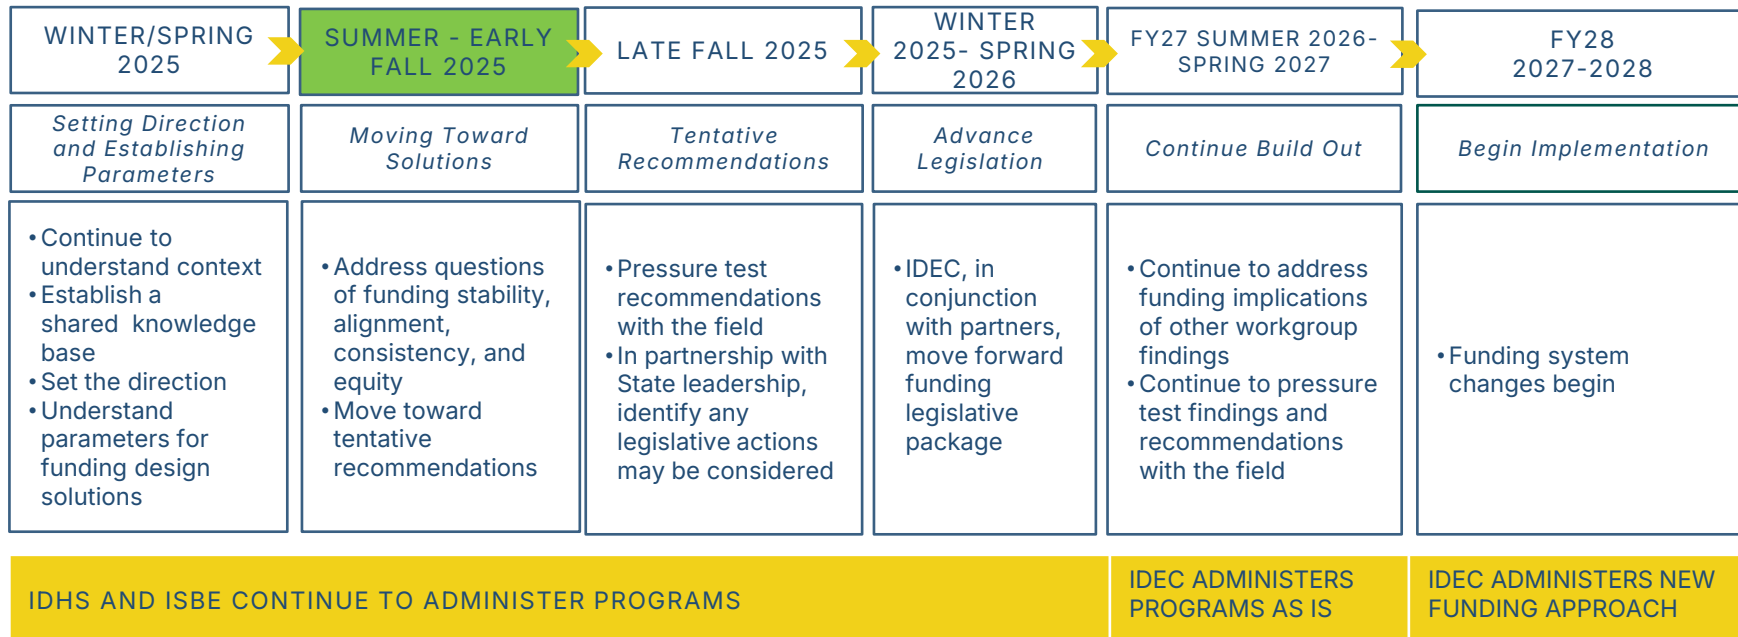 WINTER/SPRING
2025
SUMMER - EARLY
FALL 2025
LATE FALL 2025
WINTER
2025- SPRING
2026
FY27 SUMMER 2026-
SPRING 2027
FY28
2027-2028
Setting Direction
and Establishing
Parameters
Moving Toward
Solutions
Tentative
Recommendations
Advance
Legislation
Continue Build Out
Begin Implementation
• Continue to
understand context
• Establish a
shared knowledge
base
• Set the direction
• Understand
parameters for
funding design
solutions
• Address questions
of funding stability,
alignment,
consistency, and
equity
• Move toward
tentative
recommendations
• Pressure test
recommendations
with the field
• In partnership with
State leadership,
identify any
legislative actions
may be considered
• IDEC, in
conjunction
with partners,
move forward
funding
legislative
package
• Continue to address
funding implications
of other workgroup
findings
• Continue to pressure
test findings and
recommendations
with the field
• Funding system
changes begin
IDHS AND ISBE CONTINUE TO ADMINISTER PROGRAMS
IDEC ADMINISTERS
PROGRAMS AS IS
IDEC ADMINISTERS NEW
FUNDING APPROACH